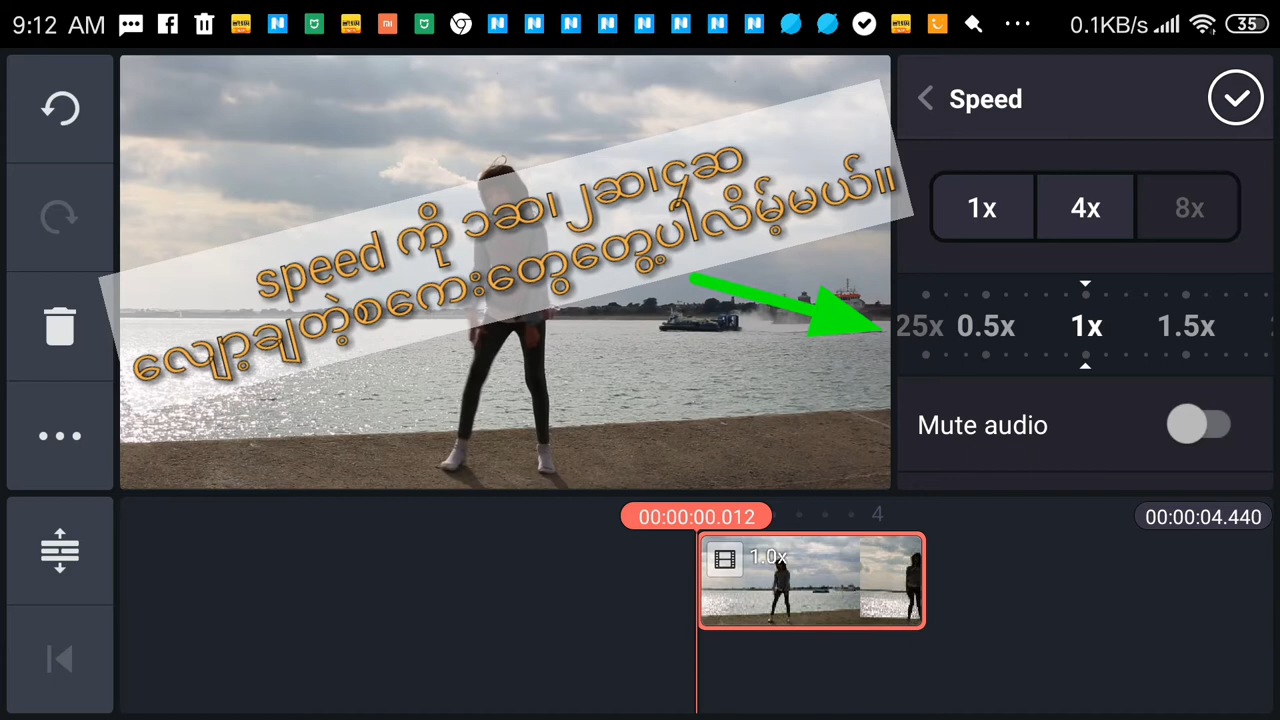 9:12 AM
0.1KB/s
35
Speed
1x 4x 8x
speed ကို ၁ဆ၊ ၂ဆ၊၄ဆ
လျော့ချတဲ့စကေးတွေတွေ့ပါလိမ့်မယ်။
25x 0.5x 1x 1.5x
Mute audio
00:00:00.012
4
00:00:04.440
1.0x